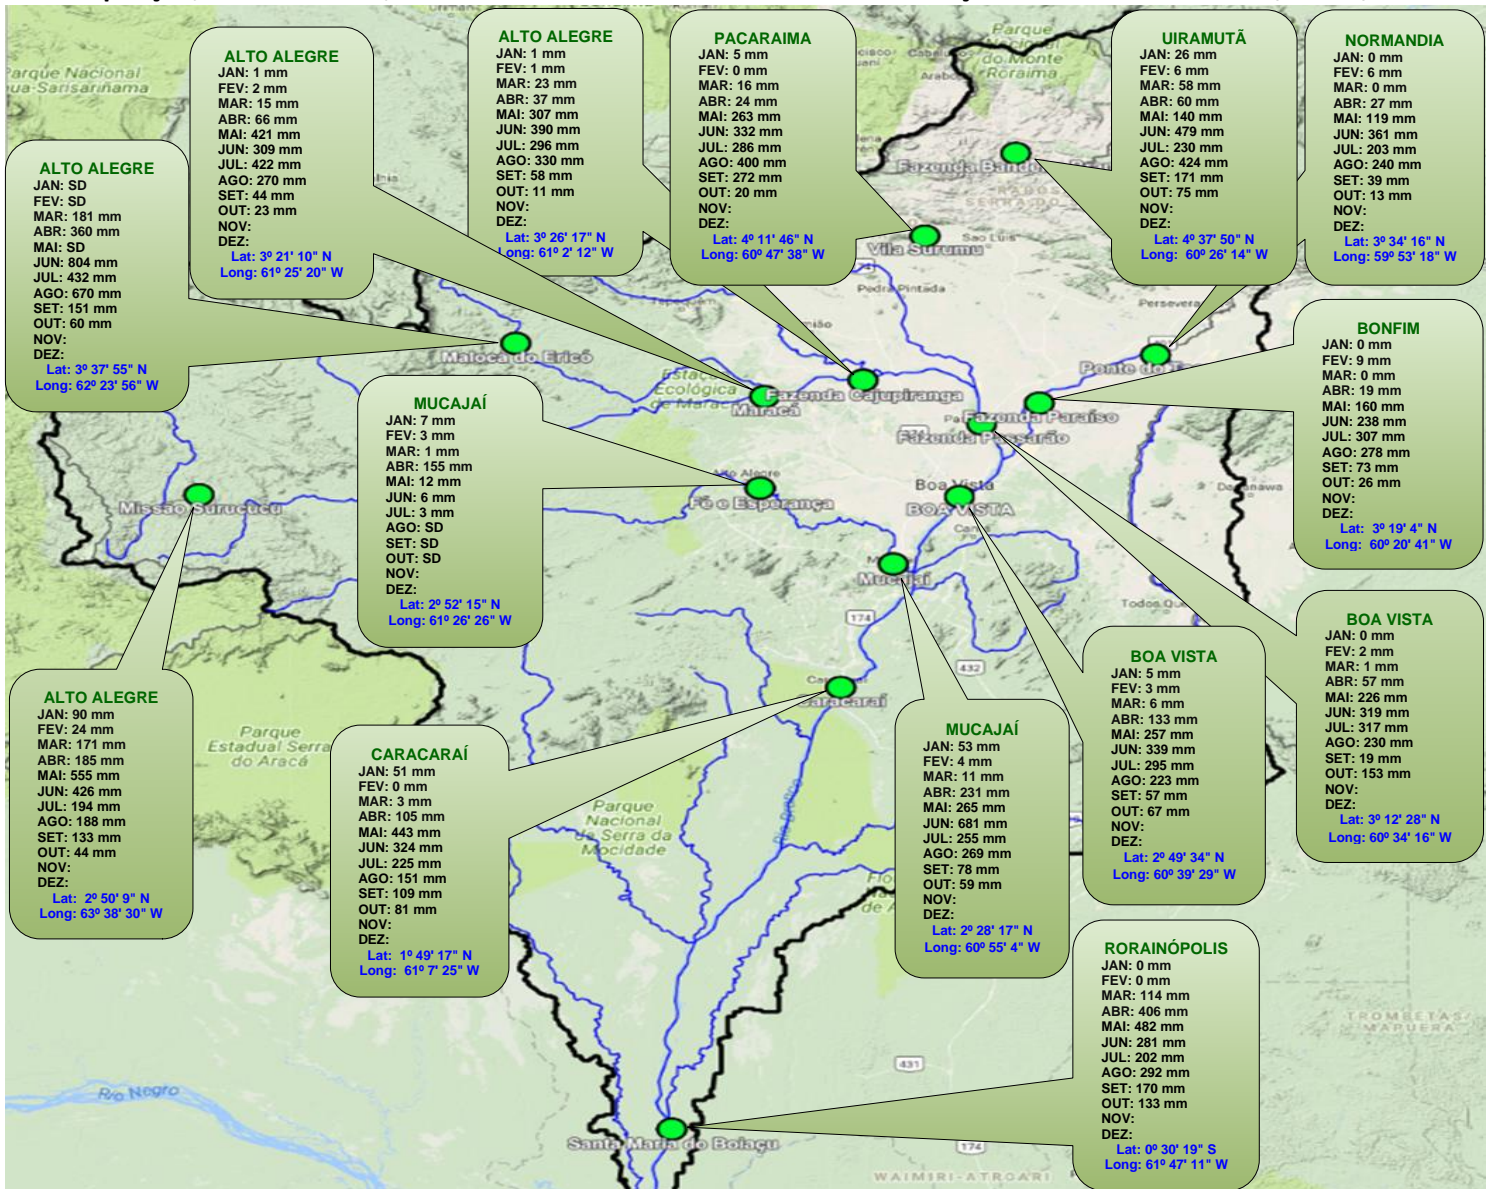 ALTO ALEGRE
JAN: SD
FEV: SD
MAR: 181 mm
ABR: 360 mm
MAI: SD
JUN: 804 mm
JUL: 432 mm
AGO: 670 mm
SET: 151 mm
OUT: 60 mm
NOV:
DEZ:
Lat: 3º 37' 55" N
Long: 62º 23' 56" W
ALTO ALEGRE
JAN: 1 mm
FEV: 2 mm
MAR: 15 mm
ABR: 66 mm
MAI: 421 mm
JUN: 309 mm
JUL: 422 mm
AGO: 270 mm
SET: 44 mm
OUT: 23 mm
NOV:
DEZ:
Lat: 3º 21' 10" N
Long: 61º 25' 20" W
ALTO ALEGRE
JAN: 1 mm
FEV: 1 mm
MAR: 23 mm
ABR: 37 mm
MAI: 307 mm
JUN: 390 mm
JUL: 296 mm
AGO: 330 mm
SET: 58 mm
OUT: 11 mm
NOV:
DEZ:
Lat: 3º 26' 17" N
Long: 61º 2' 12" W
PACARAIMA
JAN: 5 mm
FEV: 0 mm
MAR: 16 mm
ABR: 24 mm
MAI: 263 mm
JUN: 332 mm
JUL: 286 mm
AGO: 400 mm
SET: 272 mm
OUT: 20 mm
NOV:
DEZ:
Lat: 4º 11' 46" N
Long: 60º 47' 38" W
UIRAMUTÃ
JAN: 26 mm
FEV: 6 mm
MAR: 58 mm
ABR: 60 mm
MAI: 140 mm
JUN: 479 mm
JUL: 230 mm
AGO: 424 mm
SET: 171 mm
OUT: 75 mm
NOV:
DEZ:
Lat: 4º 37' 50" N
Long: 60º 26' 14" W
NORMANDIA
JAN: 0 mm
FEV: 6 mm
MAR: 0 mm
ABR: 27 mm
MAI: 119 mm
JUN: 361 mm
JUL: 203 mm
AGO: 240 mm
SET: 39 mm
OUT: 13 mm
NOV:
DEZ:
Lat: 3º 34' 16" N
Long: 59º 53' 18" W
BONFIM
JAN: 0 mm
FEV: 9 mm
MAR: 0 mm
ABR: 19 mm
MAI: 160 mm
JUN: 238 mm
JUL: 307 mm
AGO: 278 mm
SET: 73 mm
OUT: 26 mm
NOV:
DEZ:
Lat: 3º 19' 4" N
Long: 60º 20' 41" W
MUCAJAÍ
JAN: 7 mm
FEV: 3 mm
MAR: 1 mm
ABR: 155 mm
MAI: 12 mm
JUN: 6 mm
JUL: 3 mm
AGO: SD
SET: SD
OUT: SD
NOV:
DEZ:
Lat: 2º 52' 15" N
Long: 61º 26' 26" W
ALTO ALEGRE
JAN: 90 mm
FEV: 24 mm
MAR: 171 mm
ABR: 185 mm
MAI: 555 mm
JUN: 426 mm
JUL: 194 mm
AGO: 188 mm
SET: 133 mm
OUT: 44 mm
NOV:
DEZ:
Lat: 2º 50' 9" N
Long: 63º 38' 30" W
CARACARAÍ
JAN: 51 mm
FEV: 0 mm
MAR: 3 mm
ABR: 105 mm
MAI: 443 mm
JUN: 324 mm
JUL: 225 mm
AGO: 151 mm
SET: 109 mm
OUT: 81 mm
NOV:
DEZ:
Lat: 1º 49' 17" N
Long: 61º 7' 25" W
MUCAJAÍ
JAN: 53 mm
FEV: 4 mm
MAR: 11 mm
ABR: 231 mm
MAI: 265 mm
JUN: 681 mm
JUL: 255 mm
AGO: 269 mm
SET: 78 mm
OUT: 59 mm
NOV:
DEZ:
Lat: 2º 28' 17" N
Long: 60º 55' 4" W
BOA VISTA
JAN: 5 mm
FEV: 3 mm
MAR: 6 mm
ABR: 133 mm
MAI: 257 mm
JUN: 339 mm
JUL: 295 mm
AGO: 223 mm
SET: 57 mm
OUT: 67 mm
NOV:
DEZ:
Lat: 2º 49' 34" N
Long: 60º 39' 29" W
BOA VISTA
JAN: 0 mm
FEV: 2 mm
MAR: 1 mm
ABR: 57 mm
MAI: 226 mm
JUN: 319 mm
JUL: 317 mm
AGO: 230 mm
SET: 19 mm
OUT: 153 mm
NOV:
DEZ:
Lat: 3º 12' 28" N
Long: 60º 34' 16" W
RORAINÓPOLIS
JAN: 0 mm
FEV: 0 mm
MAR: 114 mm
ABR: 406 mm
MAI: 482 mm
JUN: 281 mm
JUL: 202 mm
AGO: 292 mm
SET: 170 mm
OUT: 133 mm
NOV:
DEZ:
Lat: 0º 30' 19" S
Long: 61º 47' 11" W
Parque Nacional
Parque
do Monte
Roraima
Fazenda
Vila Surumu
Sao Luis
Pedra Pintada
Maloca do Ericó
Ecológica
de Maracá
Maracá
Fazenda Cajupiranga
Ponte do
Fazenda Paraíso
Fazenda Passarão
Alto Alegre
Fé e Esperança
Boa Vista
BOA VISTA
Missão Surucucu
Mucajaí
174
432
Caracaraí
Parque
Estadual Serra
do Aracá
Parque
Nacional
da Serra da
Mocidade
Rio Branco
Rio Negro
431
174
TROMBETAS/
MAPUERA
Santa Maria do Boiaçu
WAIMIRI-ATROARI